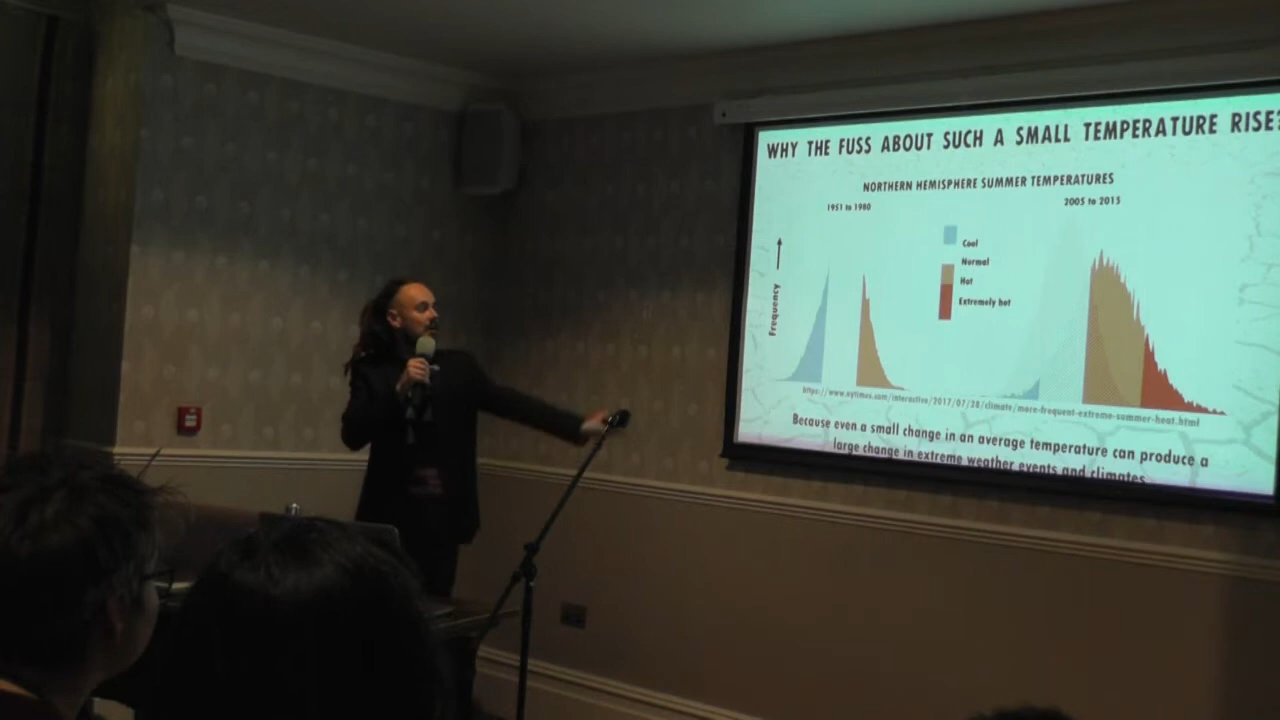 WHY THE FUSS ABOUT SUCH A SMALL TEMPERATURE RISE?
NORTHERN HEMISPHERE SUMMER TEMPERATURES
1951 to 1980
2005 to 2015
Cool
Normal
Hot
Extremely hot
Frequency
https://www.nytimes.com/interactive/2017/07/28/climate/more-frequent-extreme-summer-heat.html
Because even a small change in an average temperature can produce a
large change in extreme weather events and climates